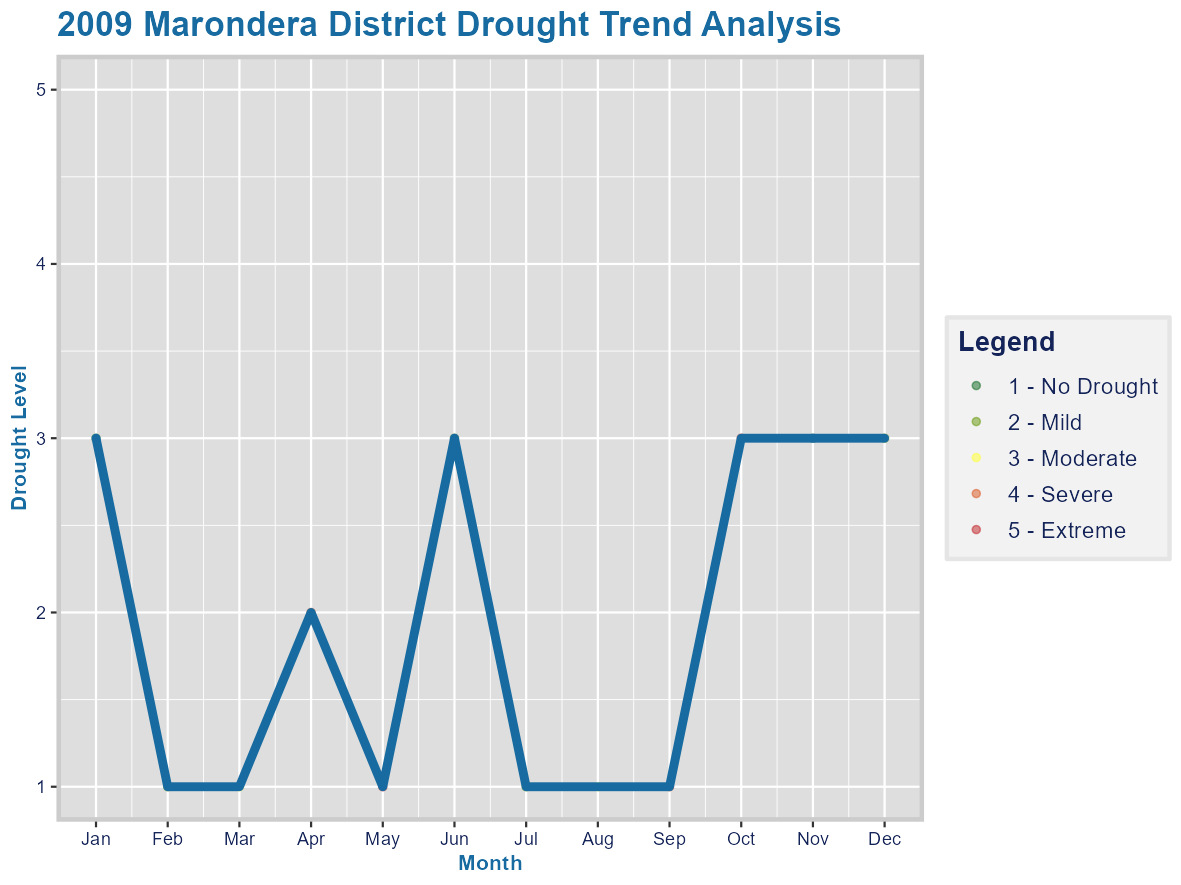 2009 Marondera District Drought Trend Analysis
5
4
3
2
1
Drought Level
Jan Feb Mar Apr May Jun Jul Aug Sep Oct Nov Dec
Month
Legend
1 - No Drought
2 - Mild
3 - Moderate
4 - Severe
5 - Extreme